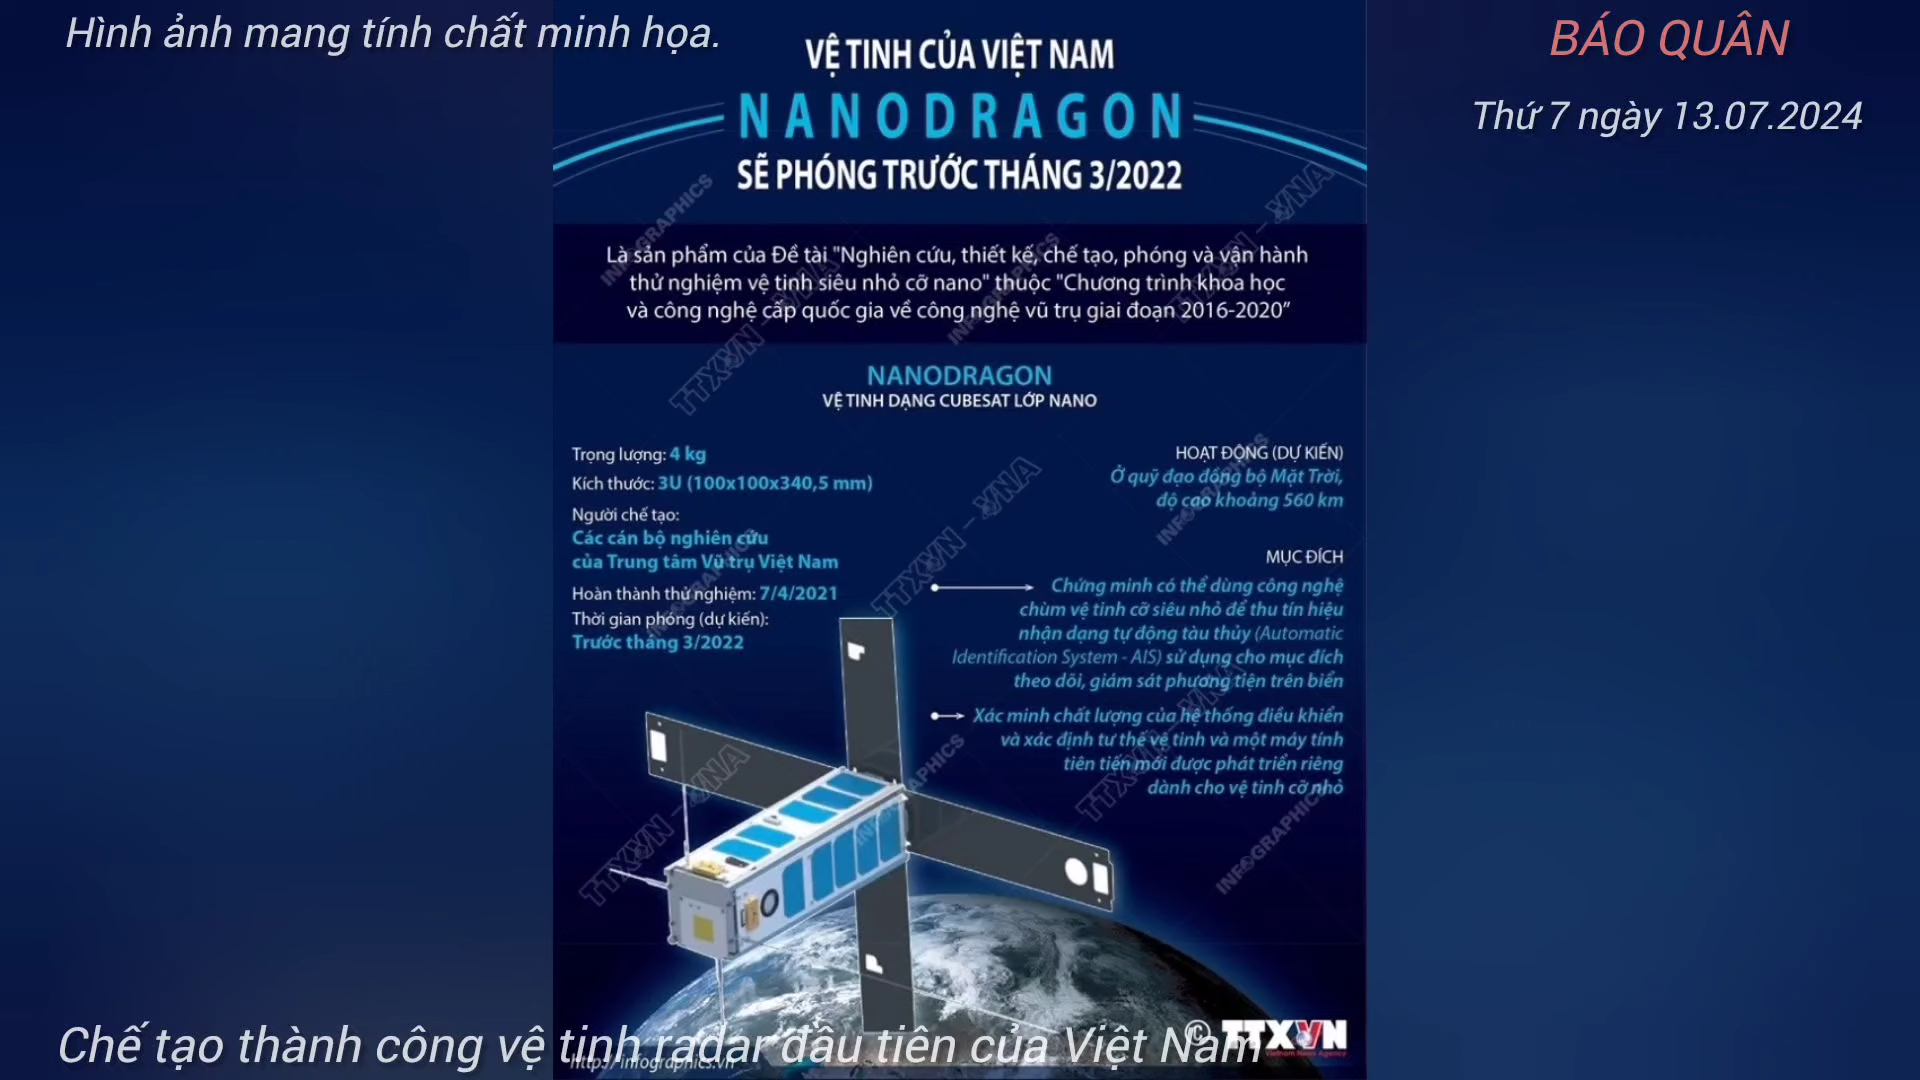 Hình ảnh mang tính chất minh họa.
BÁO QUÂN
Thứ 7 ngày 13.07.2024
VỆ TINH CỦA VIỆT NAM
NANODRAGON
SẼ PHÓNG TRƯỚC THÁNG 3/2022
Là sản phẩm của Đề tài "Nghiên cứu, thiết kế, chế tạo, phóng và vận hành
thử nghiệm vệ tinh siêu nhỏ cỡ nano" thuộc "Chương trình khoa học
và công nghệ cấp quốc gia về công nghệ vũ trụ giai đoạn 2016-2020”
NANODRAGON
VỆ TINH DẠNG CUBESAT LỚP NANO
Trọng lượng: 4 kg
Kích thước: 3U (100x100x340,5 mm)
Người chế tạo:
Các cán bộ nghiên cứu
của Trung tâm Vũ trụ Việt Nam
Hoàn thành thử nghiệm: 7/4/2021
Thời gian phóng (dự kiến):
Trước tháng 3/2022
HOẠT ĐỘNG (DỰ KIẾN)
Ở quỹ đạo đồng bộ Mặt Trời,
độ cao khoảng 560 km
MỤC ĐÍCH
Chứng minh có thể dùng công nghệ
chùm vệ tinh cỡ siêu nhỏ để thu tín hiệu
nhận dạng tự động tàu thủy (Automatic
Identification System - AIS) sử dụng cho mục đích
theo dõi, giám sát phương tiện trên biển
Xác minh chất lượng của hệ thống điều khiển
và xác định tư thế vệ tinh và một máy tính
tiên tiến mới được phát triển riêng
dành cho vệ tinh cỡ nhỏ
Chế tạo thành công vệ tinh radar đầu tiên của Việt Nam
© TTXVN
Vietnam News Agency
http://infographics.vn